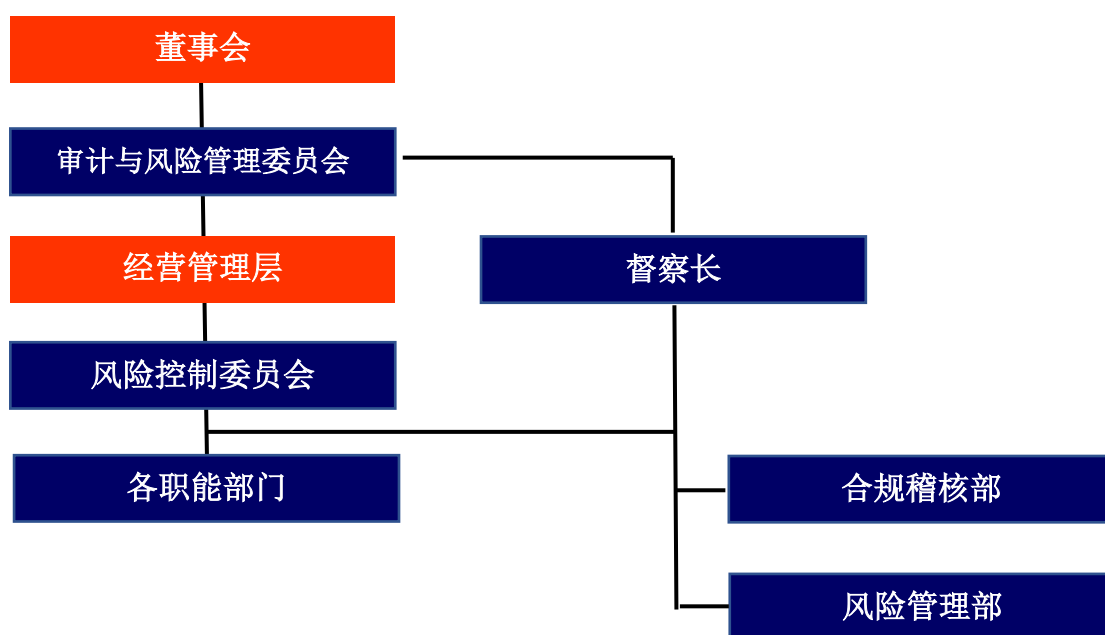 董事会
审计与风险管理委员会
经营管理层
督察长
风险控制委员会
各职能部门
合规稽核部
风险管理部